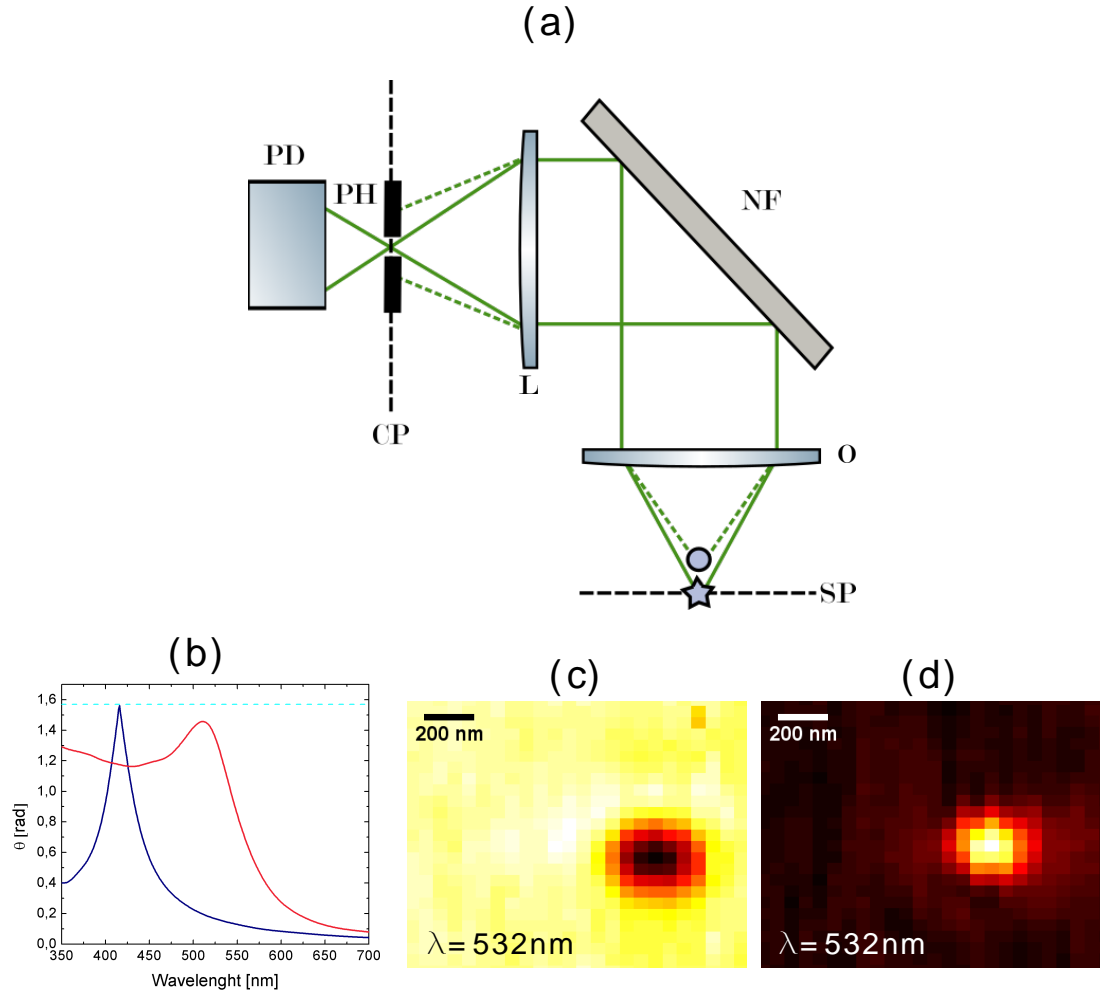 (a)
PD
PH
NF
L
CP
O
SP
(b)
(c)
(d)
1,6
1,4
1,2
1,0
0,8
0,6
0,4
0,2
0,0
θ [rad]
350 400 450 500 550 600 650 700
Wavelenght [nm]
200 nm
λ=532nm
200 nm
λ=532nm